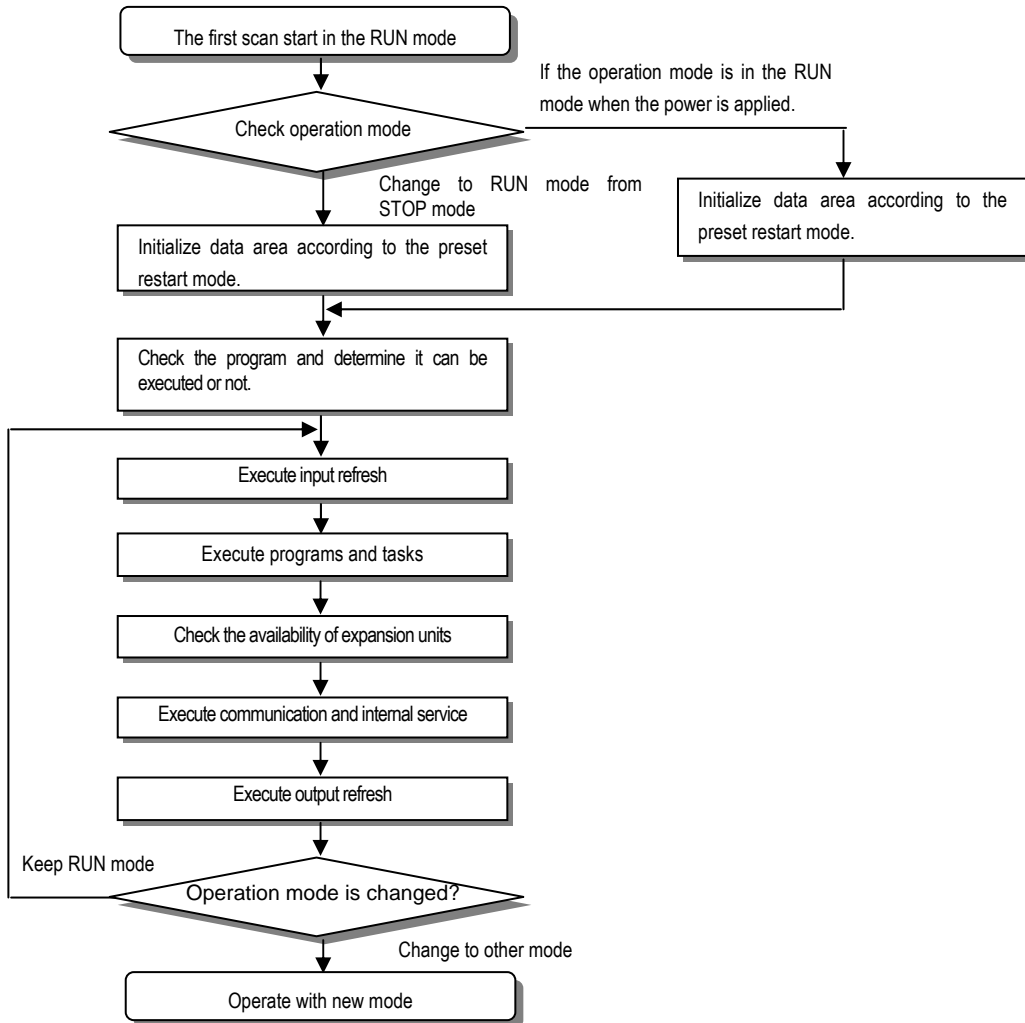 The first scan start in the RUN mode
If the operation mode is in the RUN
mode when the power is applied.
Check operation mode
Change to RUN mode from
STOP mode
Initialize data area according to the
preset restart mode.
Initialize data area according to the preset
restart mode.
Check the program and determine it can be
executed or not.
Execute input refresh
Execute programs and tasks
Check the availability of expansion units
Execute communication and internal service
Execute output refresh
Keep RUN mode
Operation mode is changed?
Change to other mode
Operate with new mode